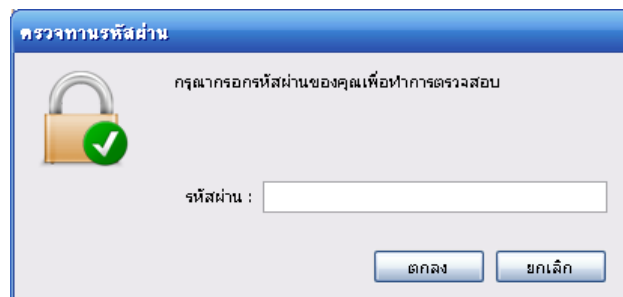 ตรวจทานรหัสผ่าน
กรุณากรอกรหัสผ่านของคุณเพื่อทำการตรวจสอบ
รหัสผ่าน :
ตกลง ยกเลิก